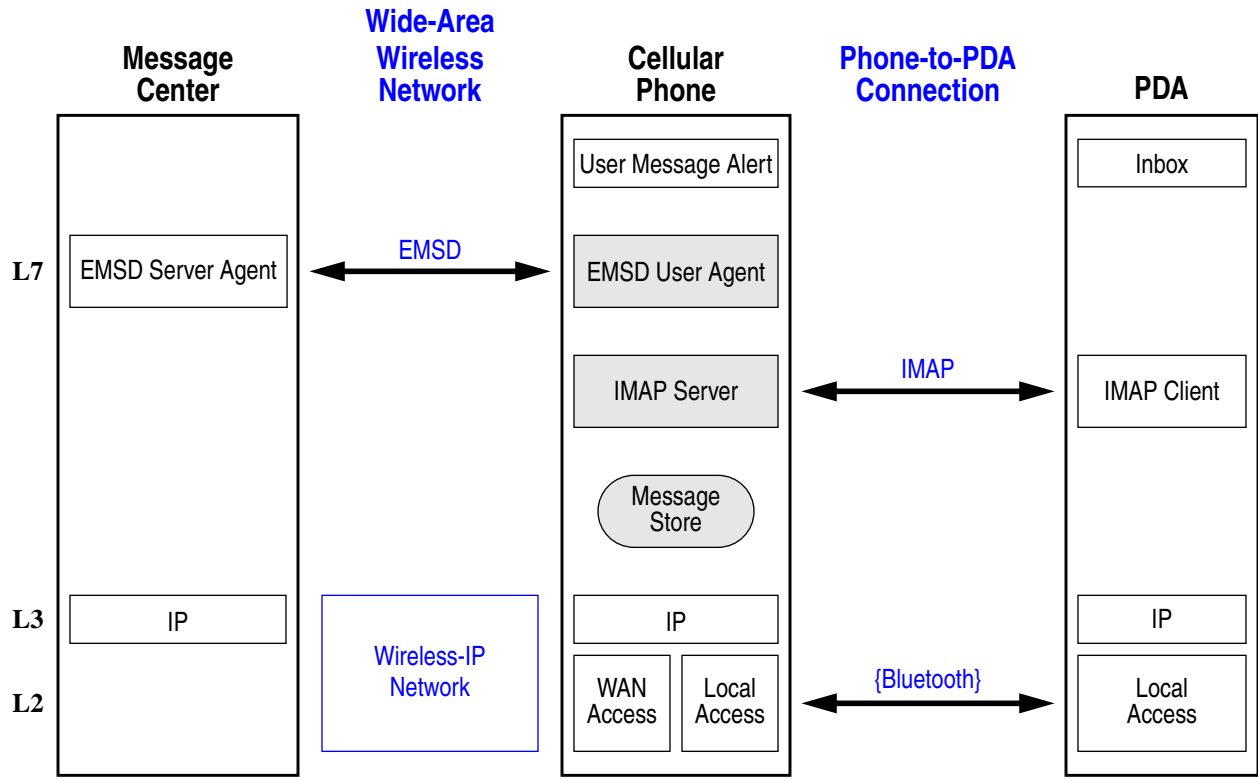 Wide-Area
Wireless
Network
Message
Center
Cellular
Phone
Phone-to-PDA
Connection
PDA
User Message Alert
Inbox
L7
EMSD Server Agent
EMSD
EMSD User Agent
IMAP Server
IMAP
IMAP Client
Message
Store
L3
IP
IP
IP
Wireless-IP
Network
L2
WAN
Access
Local
Access
{Bluetooth}
Local
Access